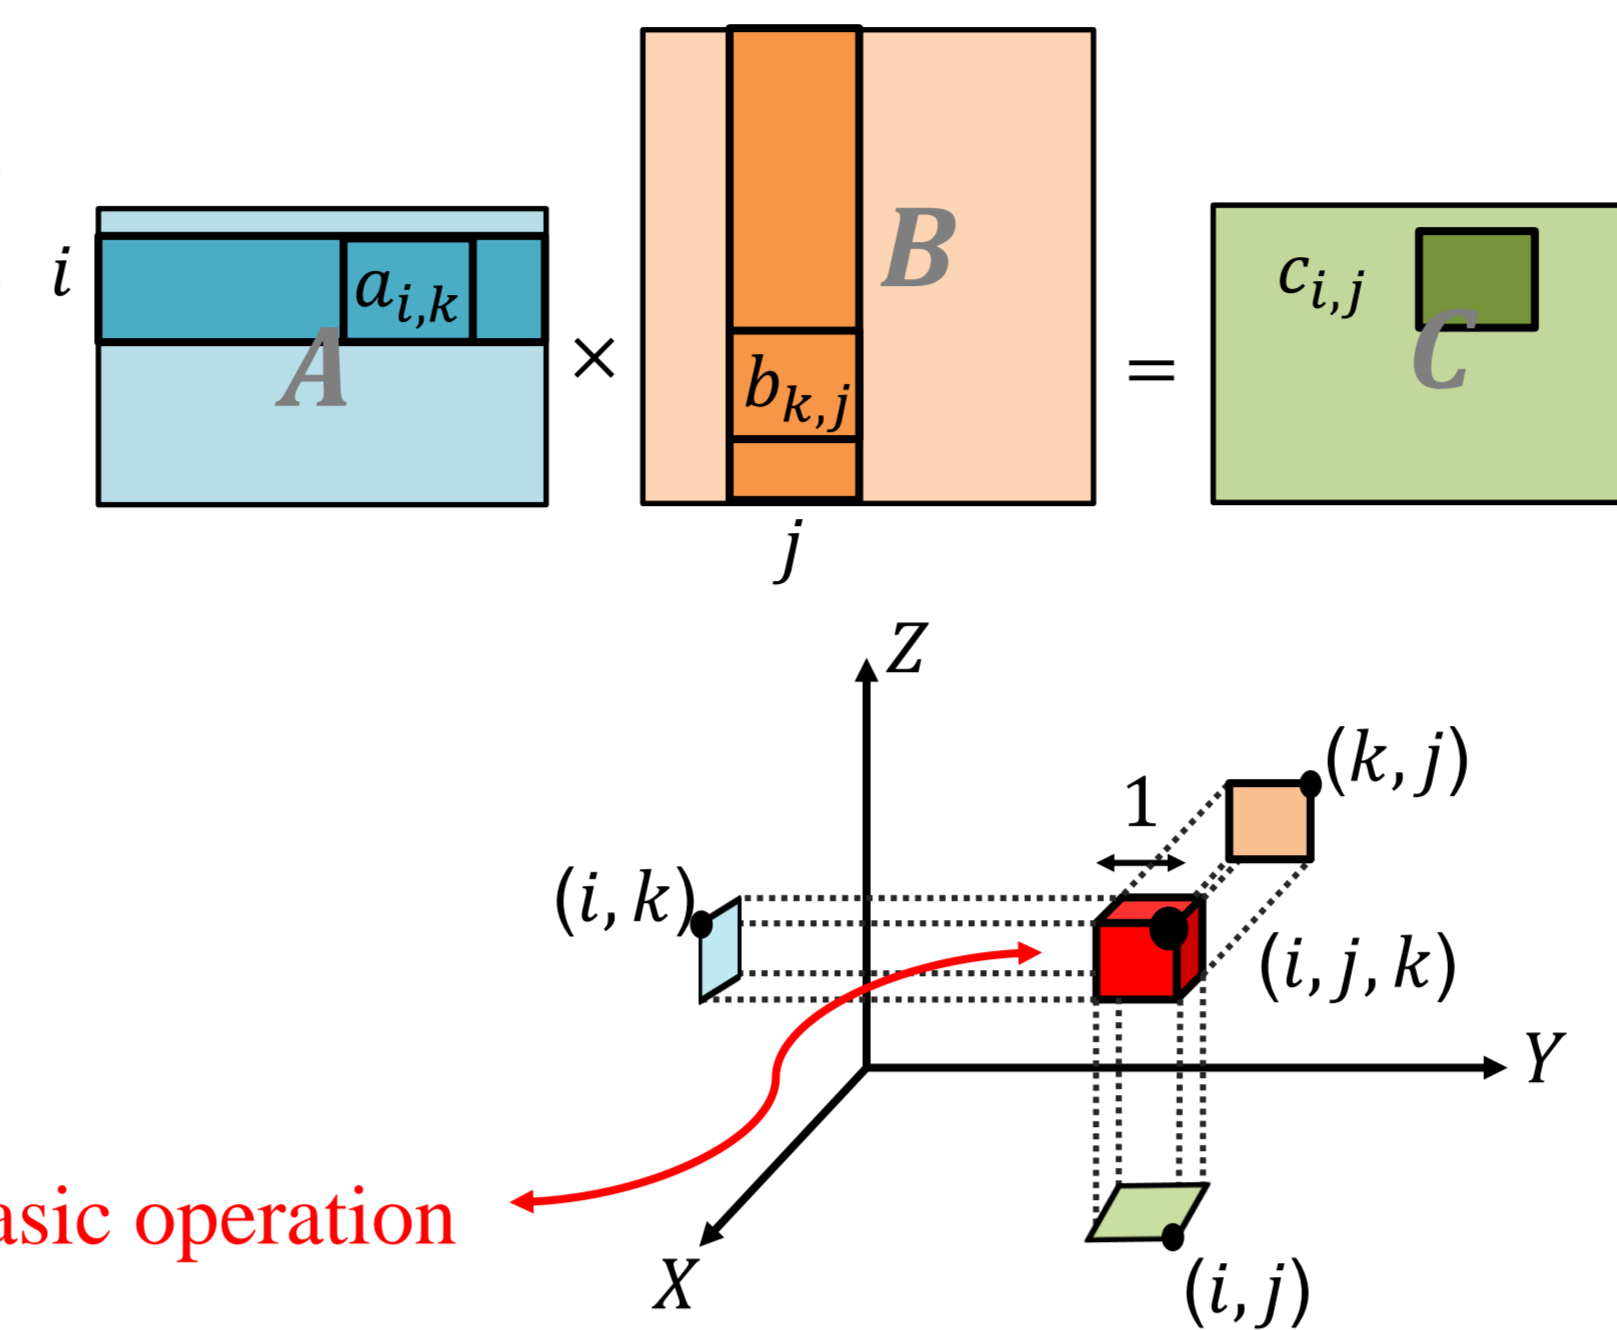 i
a_{i,k}
A
×
b_{k,j}
B
j
=
c_{i,j}
C
Z
(k, j)
1
(i, k)
(i, j, k)
Y
asic operation
X
(i, j)